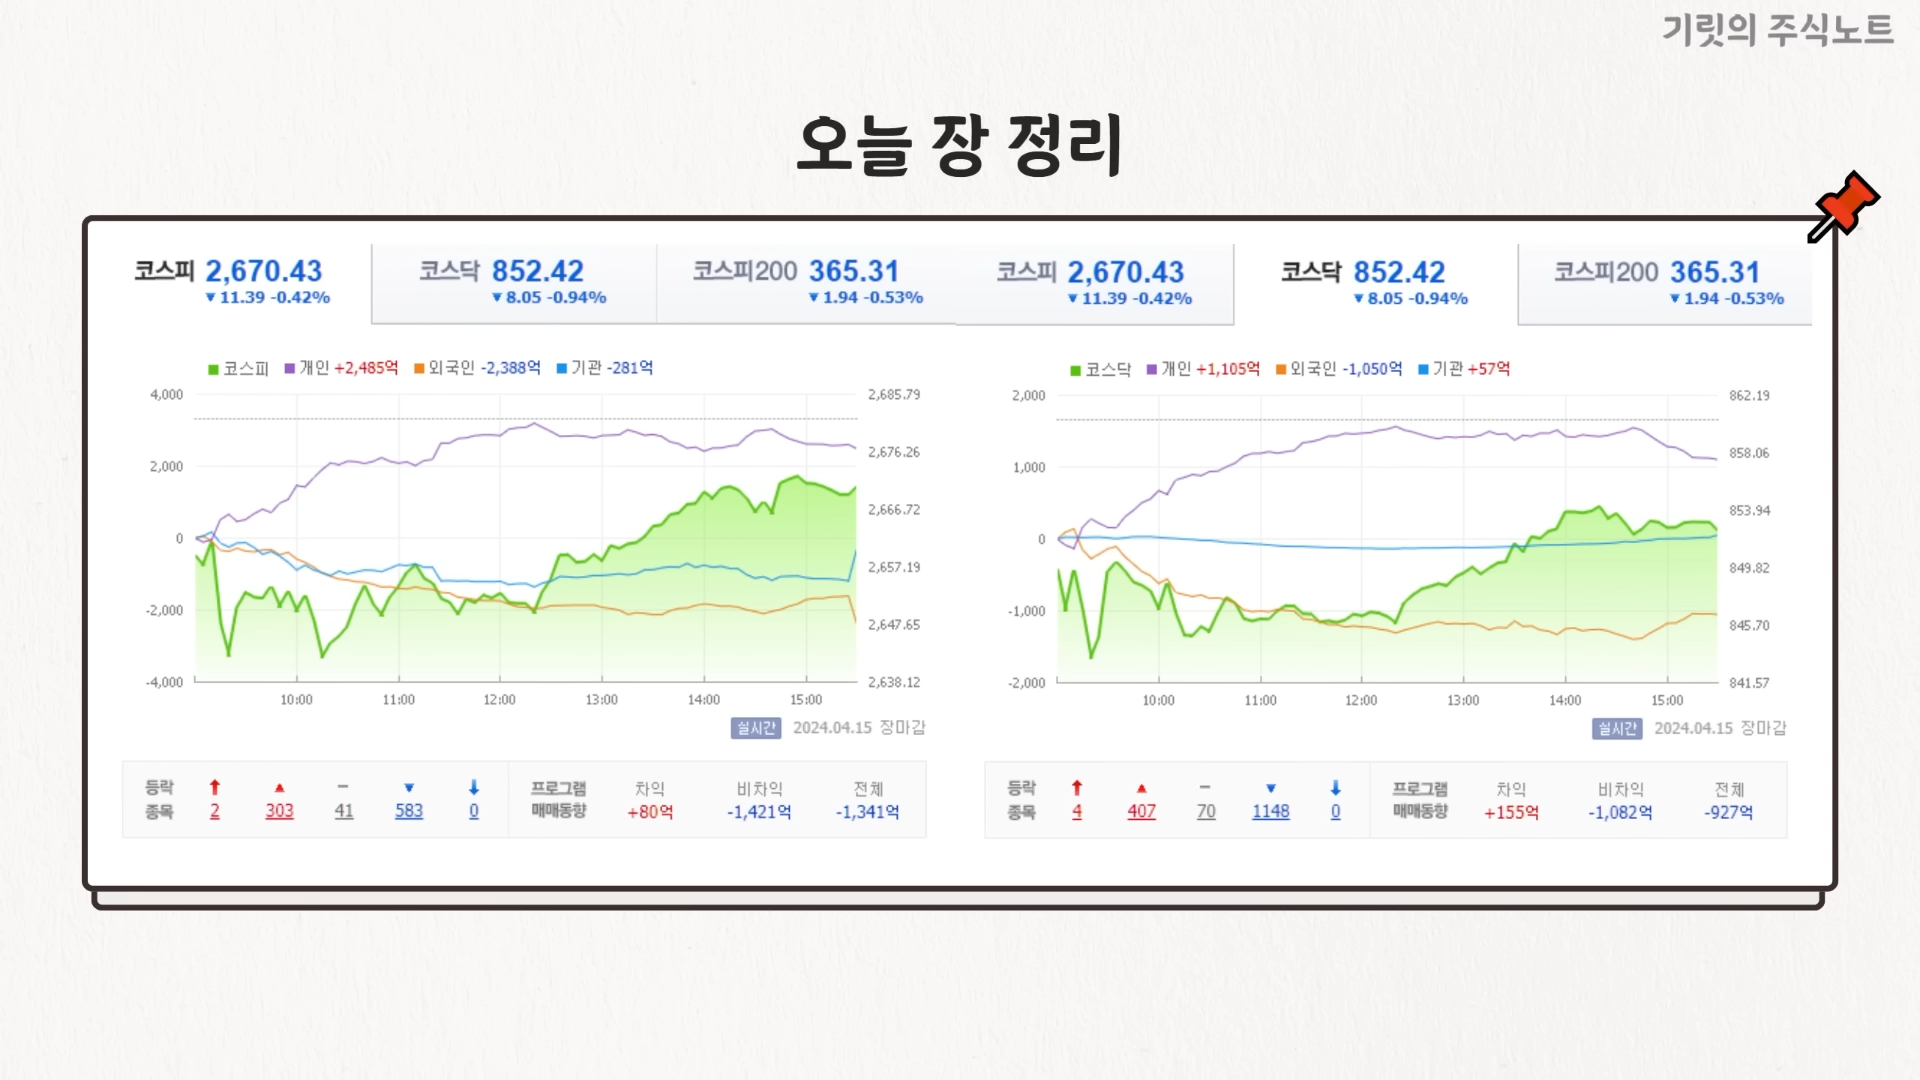 기릿의 주식노트
오늘 장 정리
코스피 2,670.43
▼ 11.39 -0.42%
코스닥 852.42
▼ 8.05 -0.94%
코스피200 365.31
▼ 1.94 -0.53%
코스피 +2,485억 외국인 -2,388억 기관 -281억
4,000
2,000
0
-2,000
-4,000
2,685.79
2,676.26
2,666.72
2,657.19
2,647.65
2,638.12
10:00 11:00 12:00 13:00 14:00 15:00
실시간 2024.04.15 장마감
등락
종목 2 303 41 583 0
프로그램 차익 비차익 전체
매매동향 +80억 -1,421억 -1,341억
코스피 2,670.43
▼ 11.39 -0.42%
코스닥 852.42
▼ 8.05 -0.94%
코스피200 365.31
▼ 1.94 -0.53%
코스닥 개인 +1,105억 외국인 -1,050억 기관 +57억
2,000
1,000
0
-1,000
-2,000
862.19
858.06
853.94
849.82
845.70
841.57
10:00 11:00 12:00 13:00 14:00 15:00
실시간 2024.04.15 장마감
등락
종목 4 407 70 1148 0
프로그램 차익 비차익 전체
매매동향 +155억 -1,082억 -927억